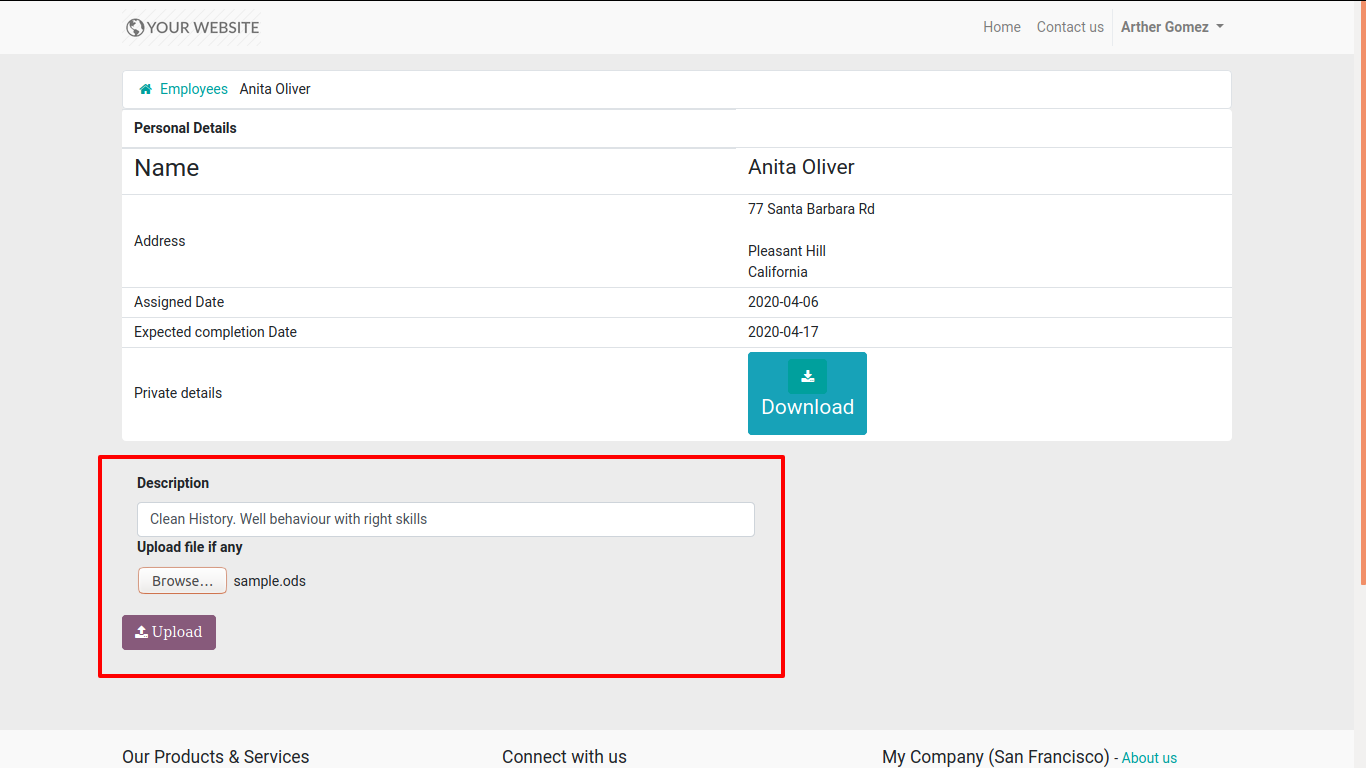 YOUR WEBSITE
Home Contact us Arther Gomez
Employees Anita Oliver
Personal Details
Name Anita Oliver
Address 77 Santa Barbara Rd
Pleasant Hill
California
Assigned Date 2020-04-06
Expected completion Date 2020-04-17
Private details Download
Description
Clean History. Well behaviour with right skills
Upload file if any
Browse... sample.ods
Upload
Our Products & Services Connect with us My Company (San Francisco) - About us